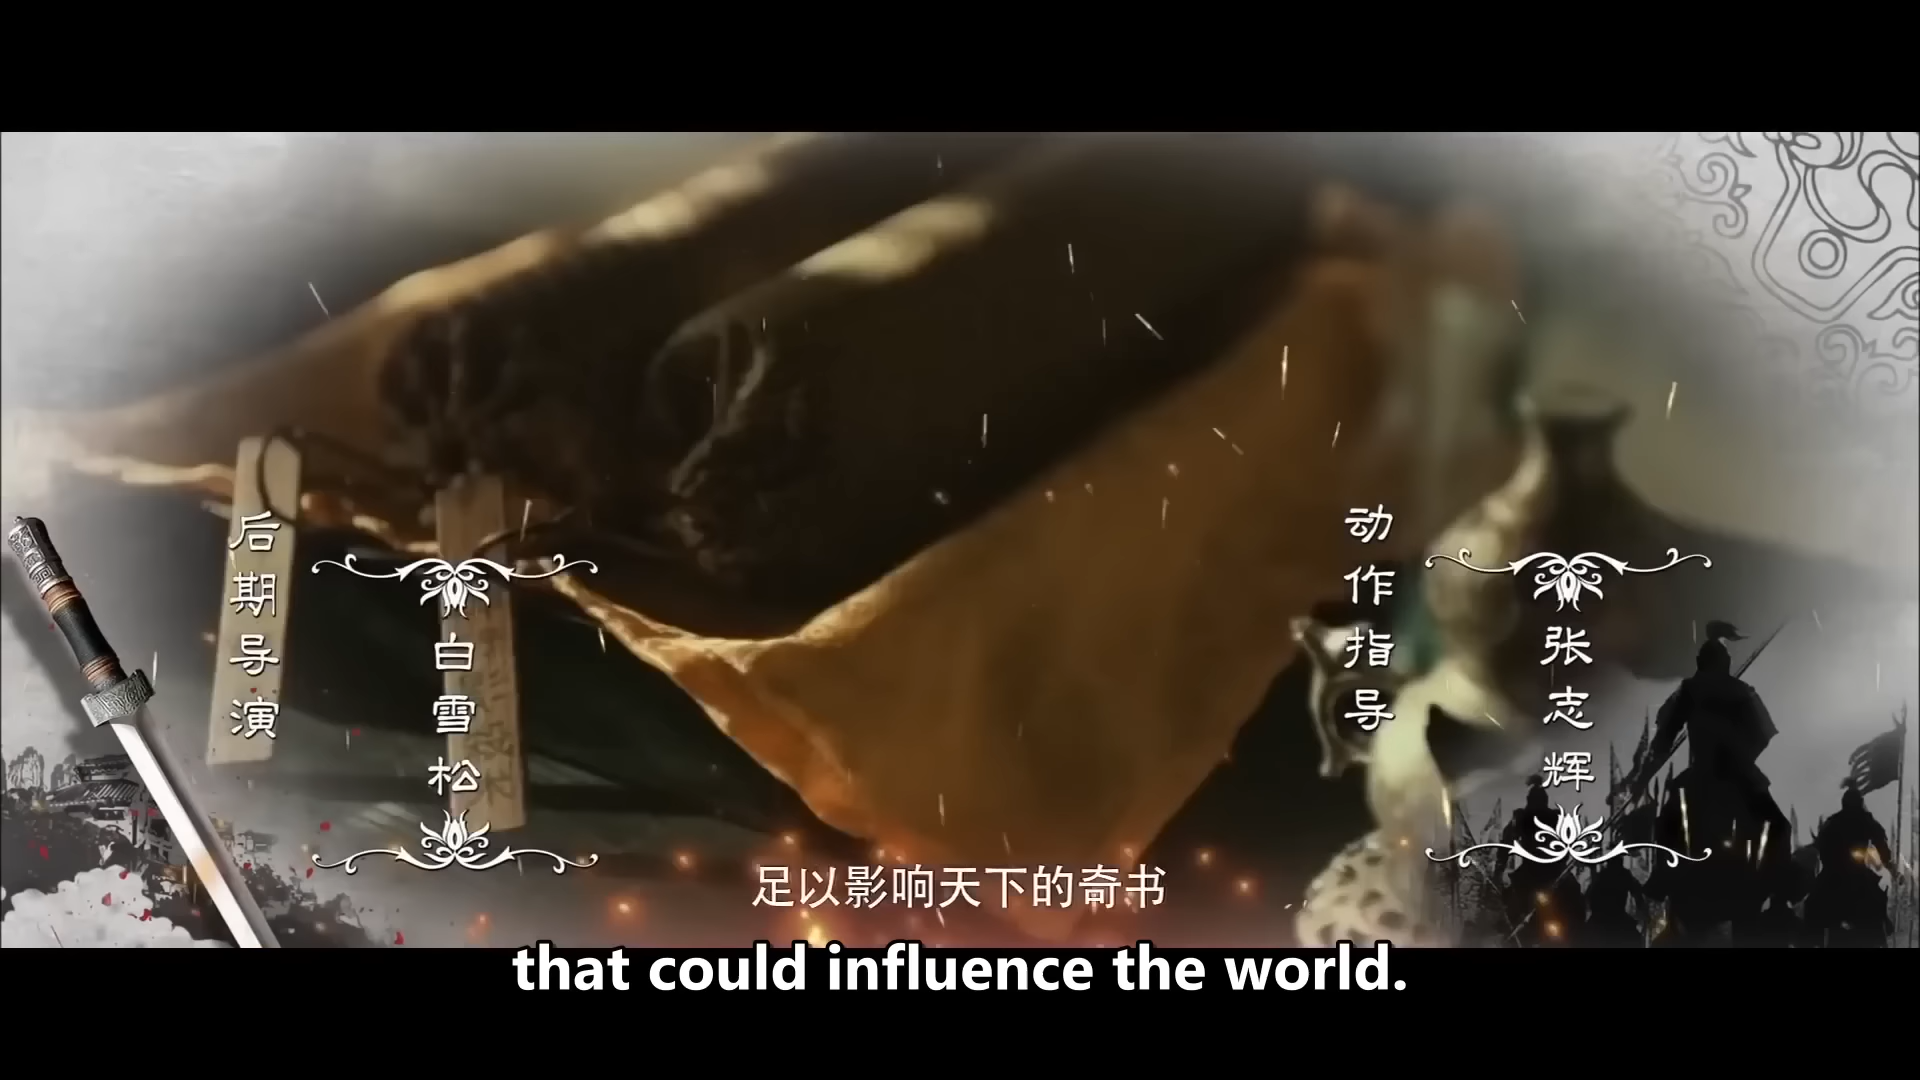 后期导演
白雪松
动作指导
张志辉
足以影响天下的奇书
that could influence the world.